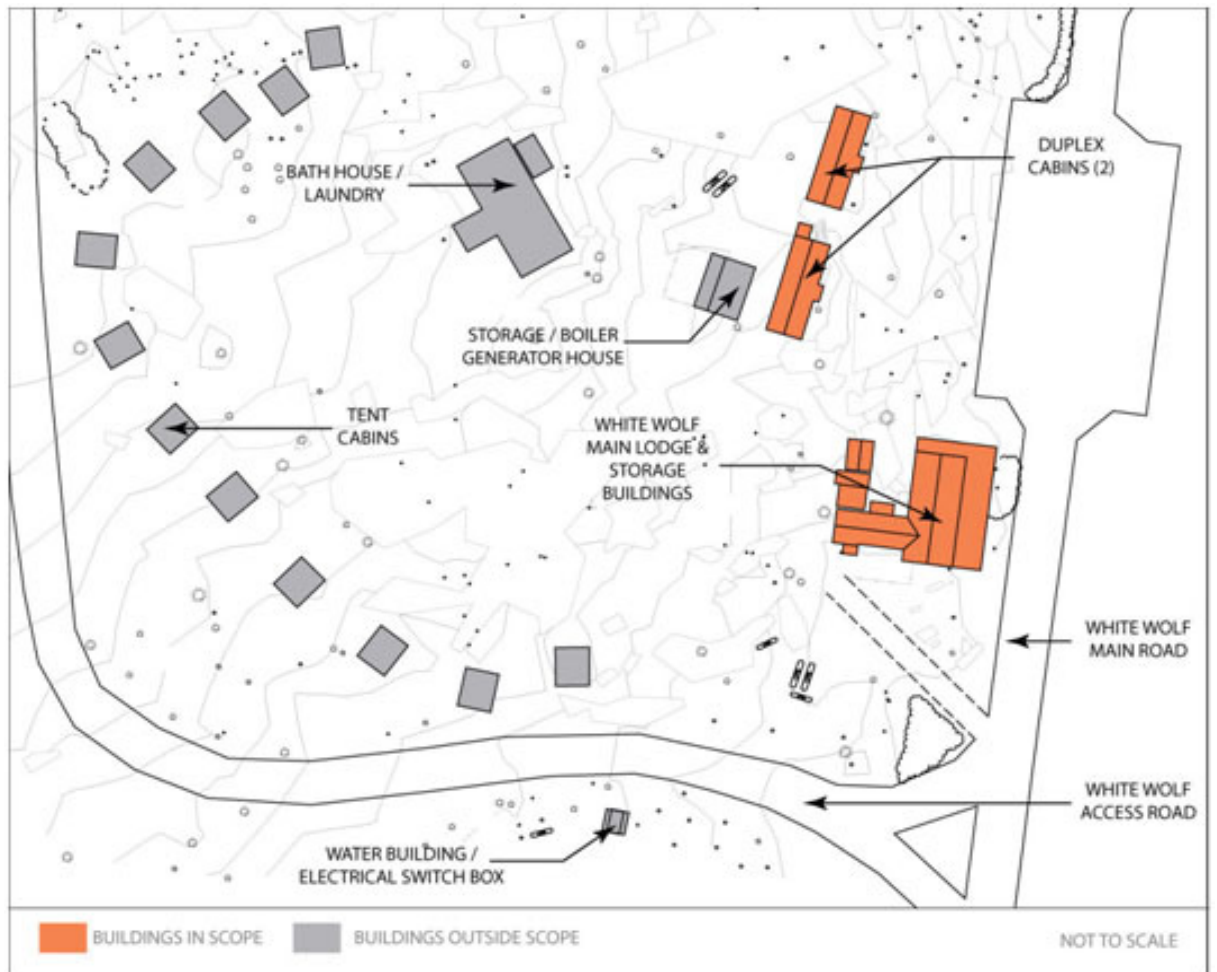 DUPLEX
CABINS (2)
BATH HOUSE /
LAUNDRY
STORAGE / BOILER
GENERATOR HOUSE
TENT
CABINS
WHITE WOLF
MAIN LODGE &
STORAGE
BUILDINGS
WHITE WOLF
MAIN ROAD
WHITE WOLF
ACCESS ROAD
WATER BUILDING /
ELECTRICAL SWITCH BOX
BUILDINGS IN SCOPE
BUILDINGS OUTSIDE SCOPE
NOT TO SCALE